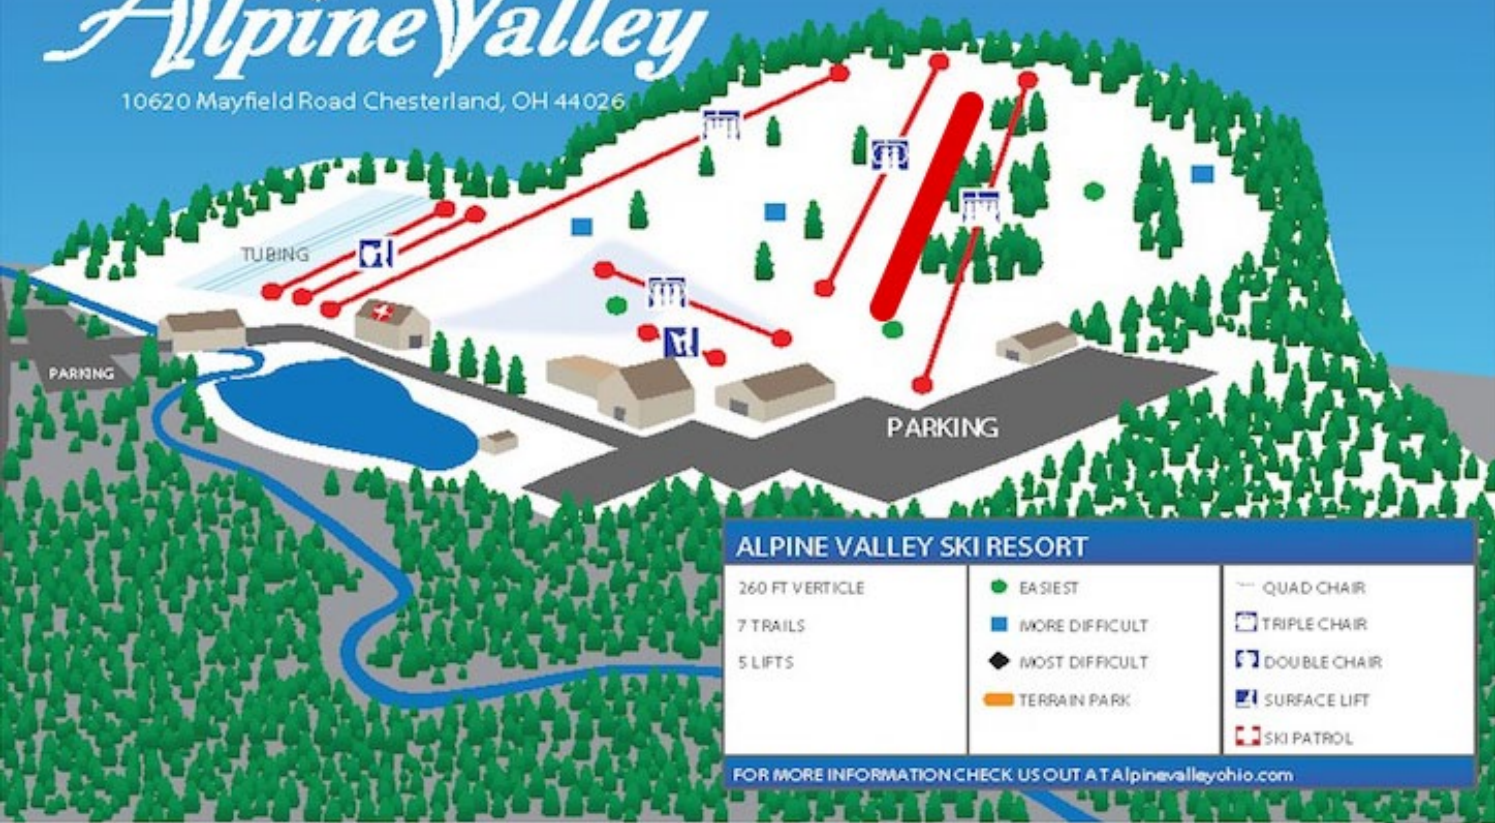 Alpine Valley
10620 Mayfield Road Chesterland, OH 44026
TUBING
PARKING
PARKING
ALPINE VALLEY SKI RESORT
260 FT VERTICLE
7 TRAILS
5 LIFTS
EASIEST
MORE DIFFICULT
MOST DIFFICULT
TERRAIN PARK
QUAD CHAIR
TRIPLE CHAIR
DOUBLE CHAIR
SURFACE LIFT
SKI PATROL
FOR MORE INFORMATION CHECK US OUT AT Alpinevalleyohio.com